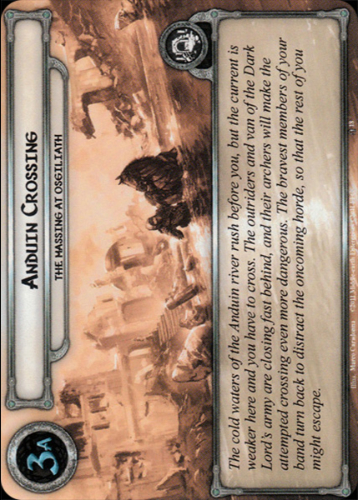 3A
Anduin Crossing
The Massing at Osgiliath
The cold waters of the Anduin river rush before you, but the current is
weaker here and you have to cross. The outriders and van of the Dark
Lord's army are closing fast behind, and their archers will make the
attempted crossing even more dangerous. The bravest members of your
band turn back to distract the oncoming horde, so that the rest of you
might escape.
Illus. Marco Caradonna ©2011 Middle-earth